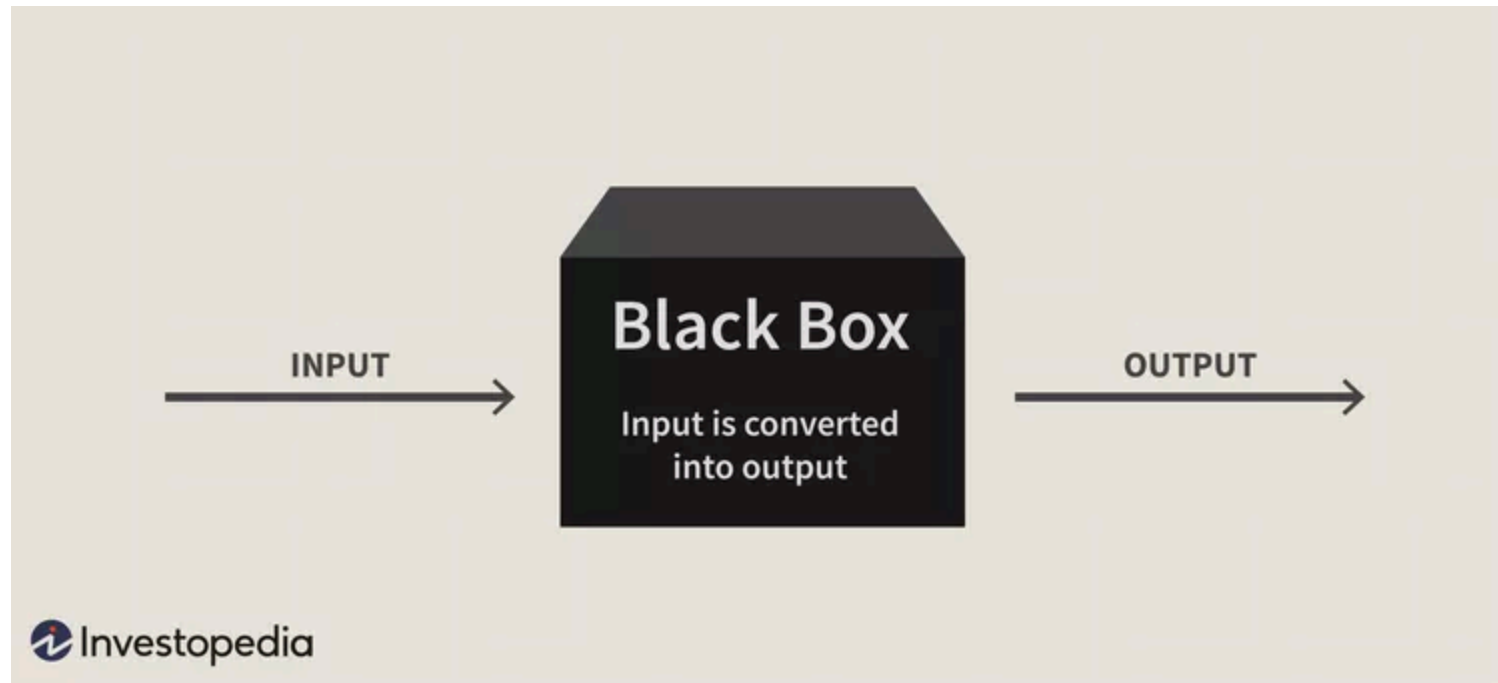 Black Box
INPUT
OUTPUT
Input is converted
into output
Investopedia